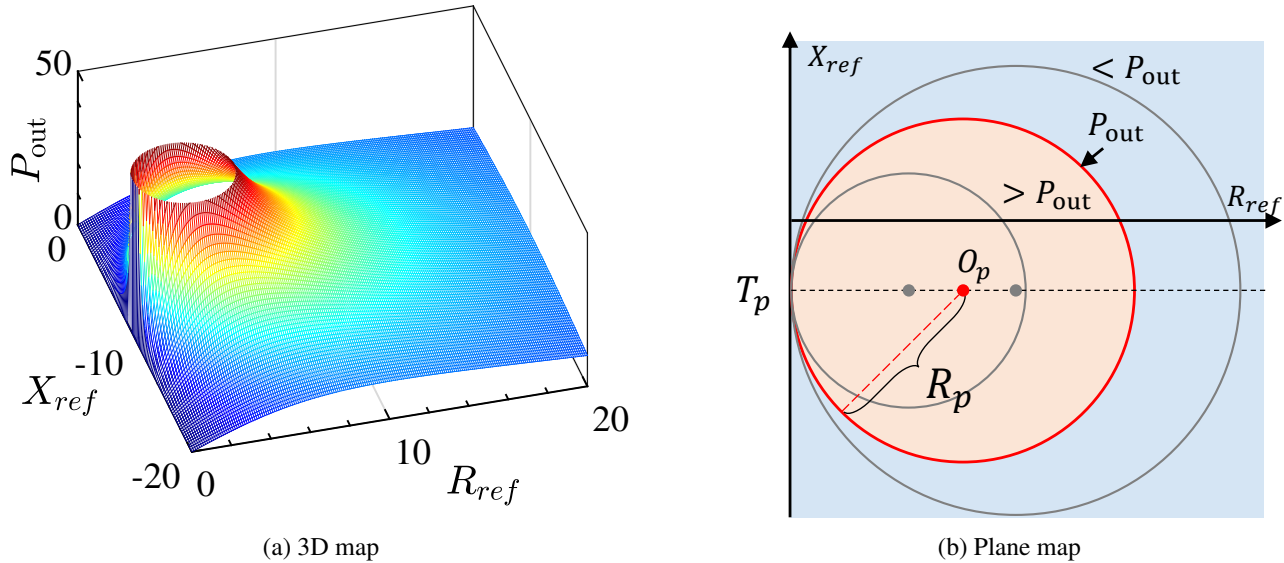 50
P_out
0
0
-10
X_ref
-20
0
10
20
R_ref
(a) 3D map
X_ref
< P_out
P_out
> P_out
R_ref
O_p
T_p
R_p
(b) Plane map